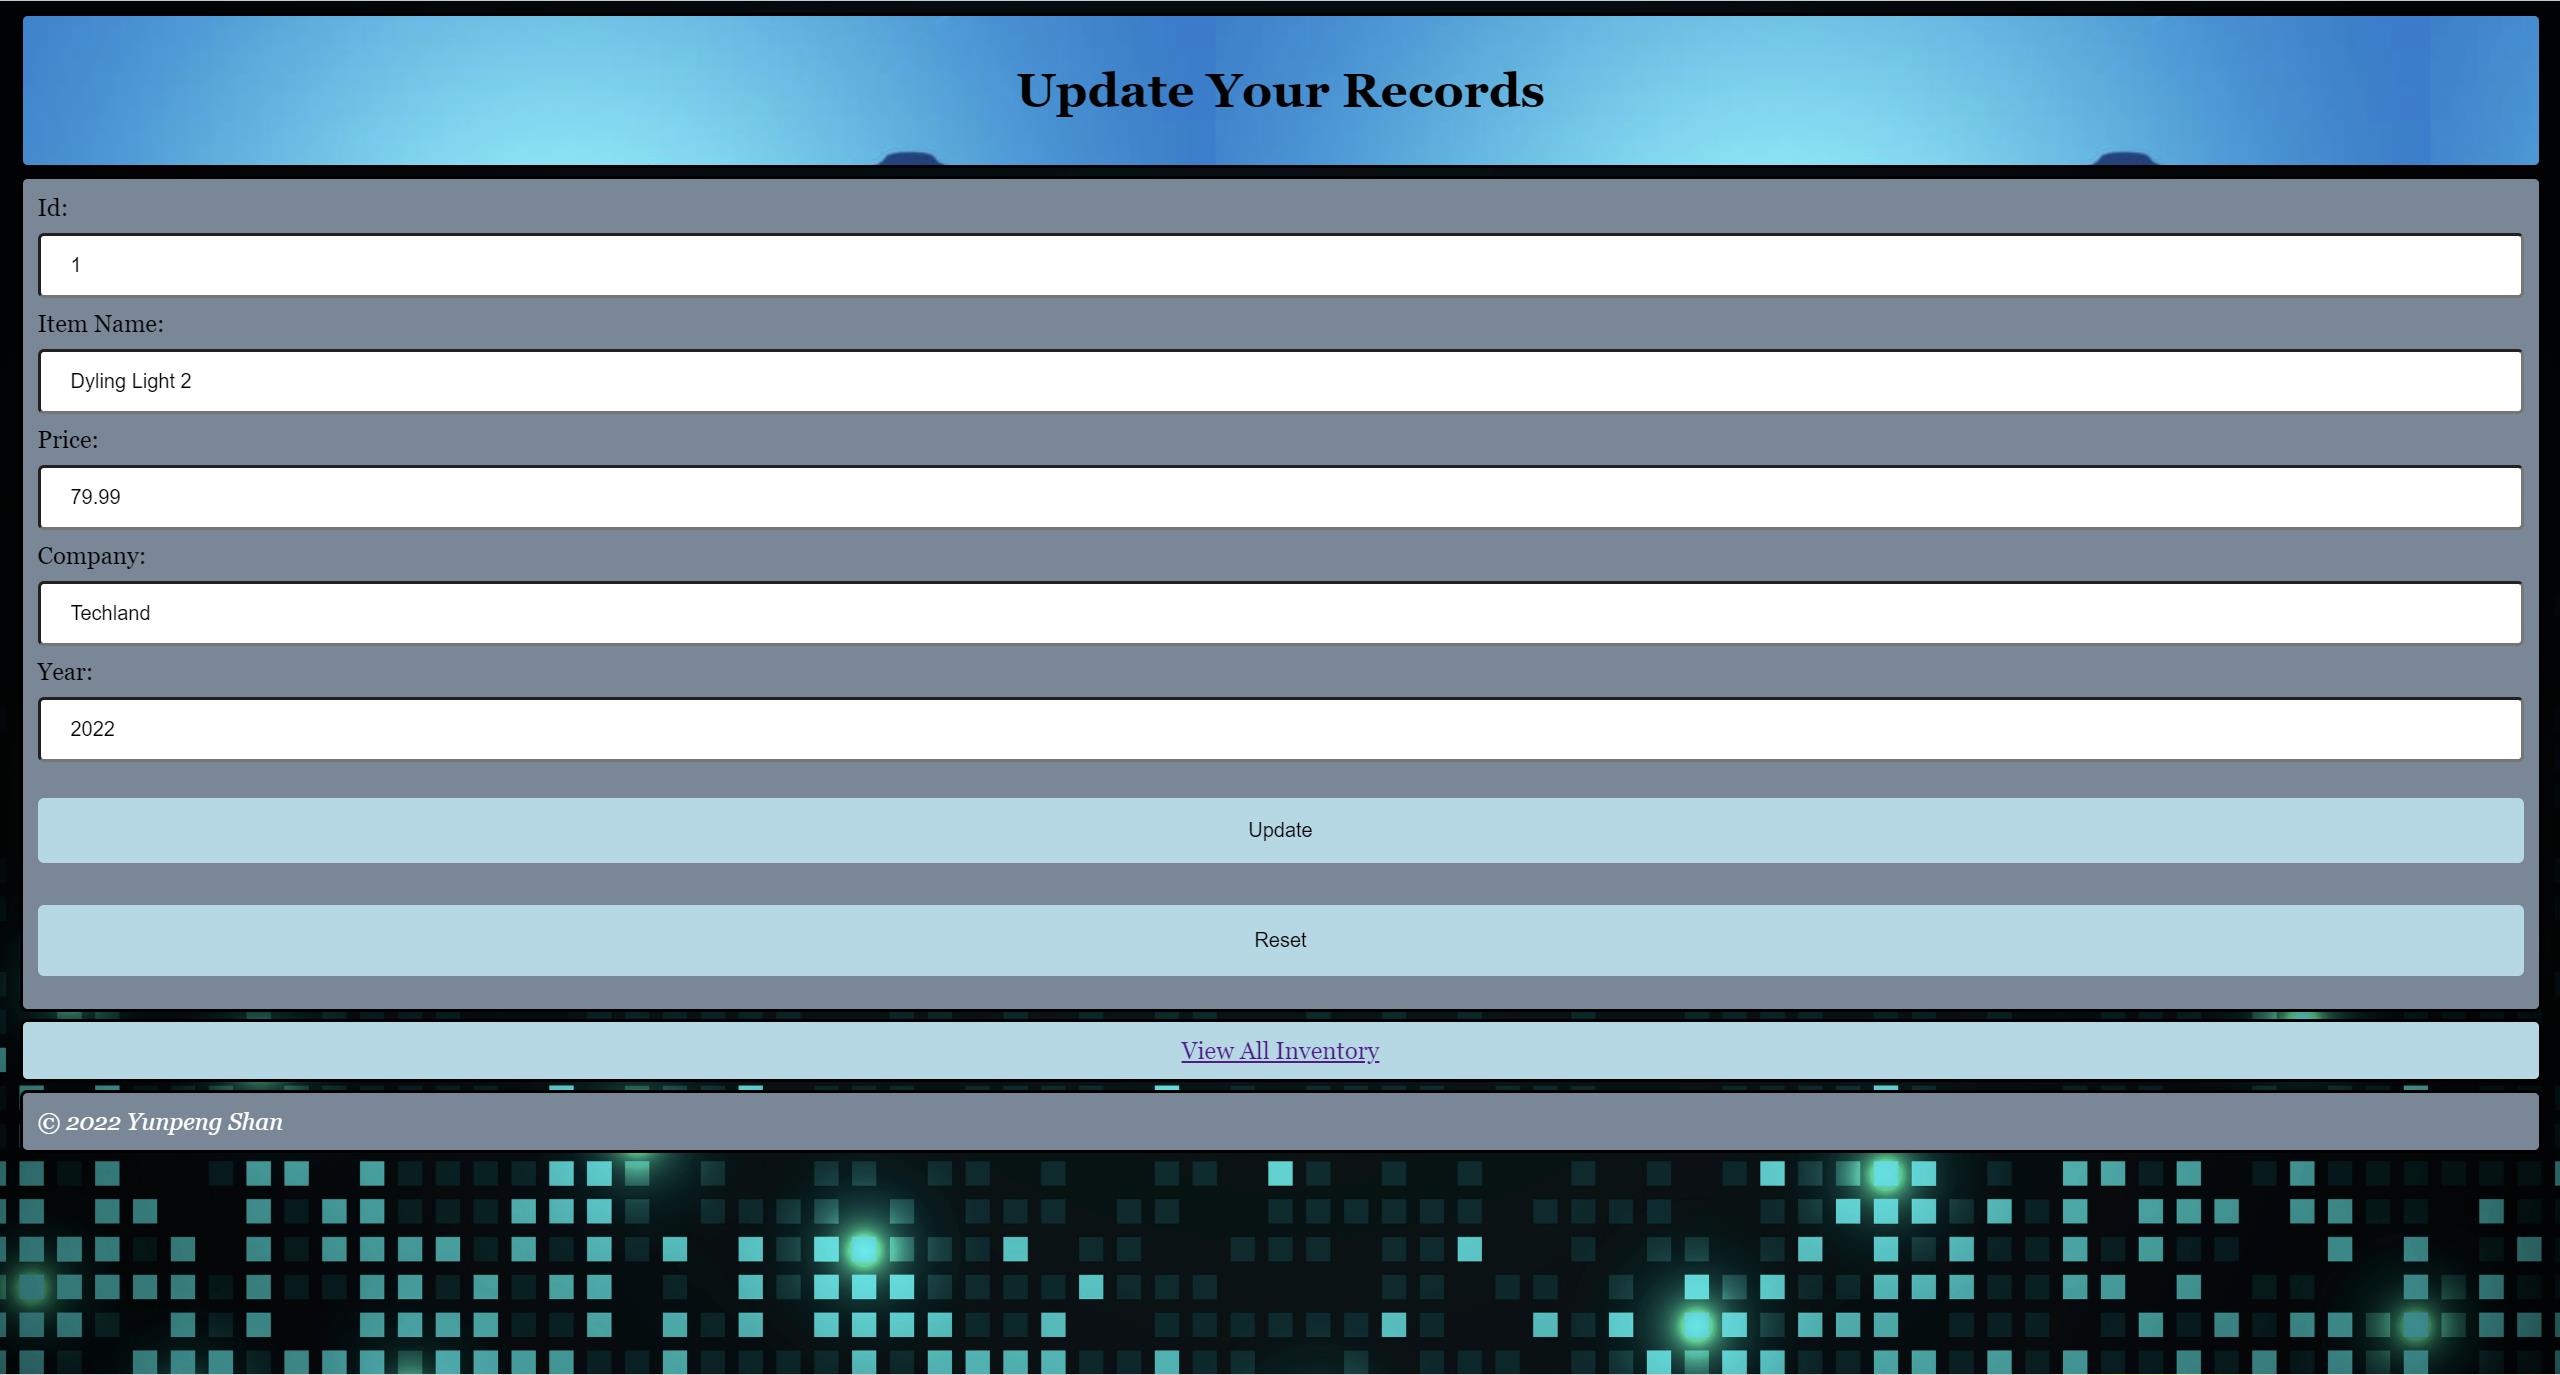 Update Your Records
Id:
1
Item Name:
Dyling Light 2
Price:
79.99
Company:
Techland
Year:
2022
Update
Reset
View All Inventory
© 2022 Yunpeng Shan